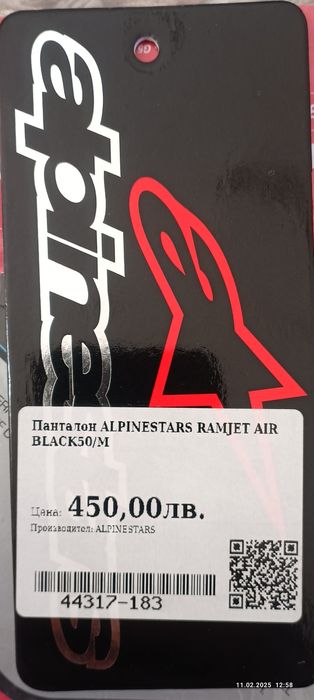 alpinestars
Панталон ALPINESTARS RAMJET AIR
BLACK50/M
Цена: 450,00лв.
Производител: ALPINESTARS
44317-183
11.02.2025 12:58